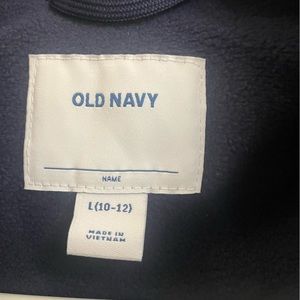 OLD NAVY
NAME
L(10-12)
MADE IN
VIETNAM